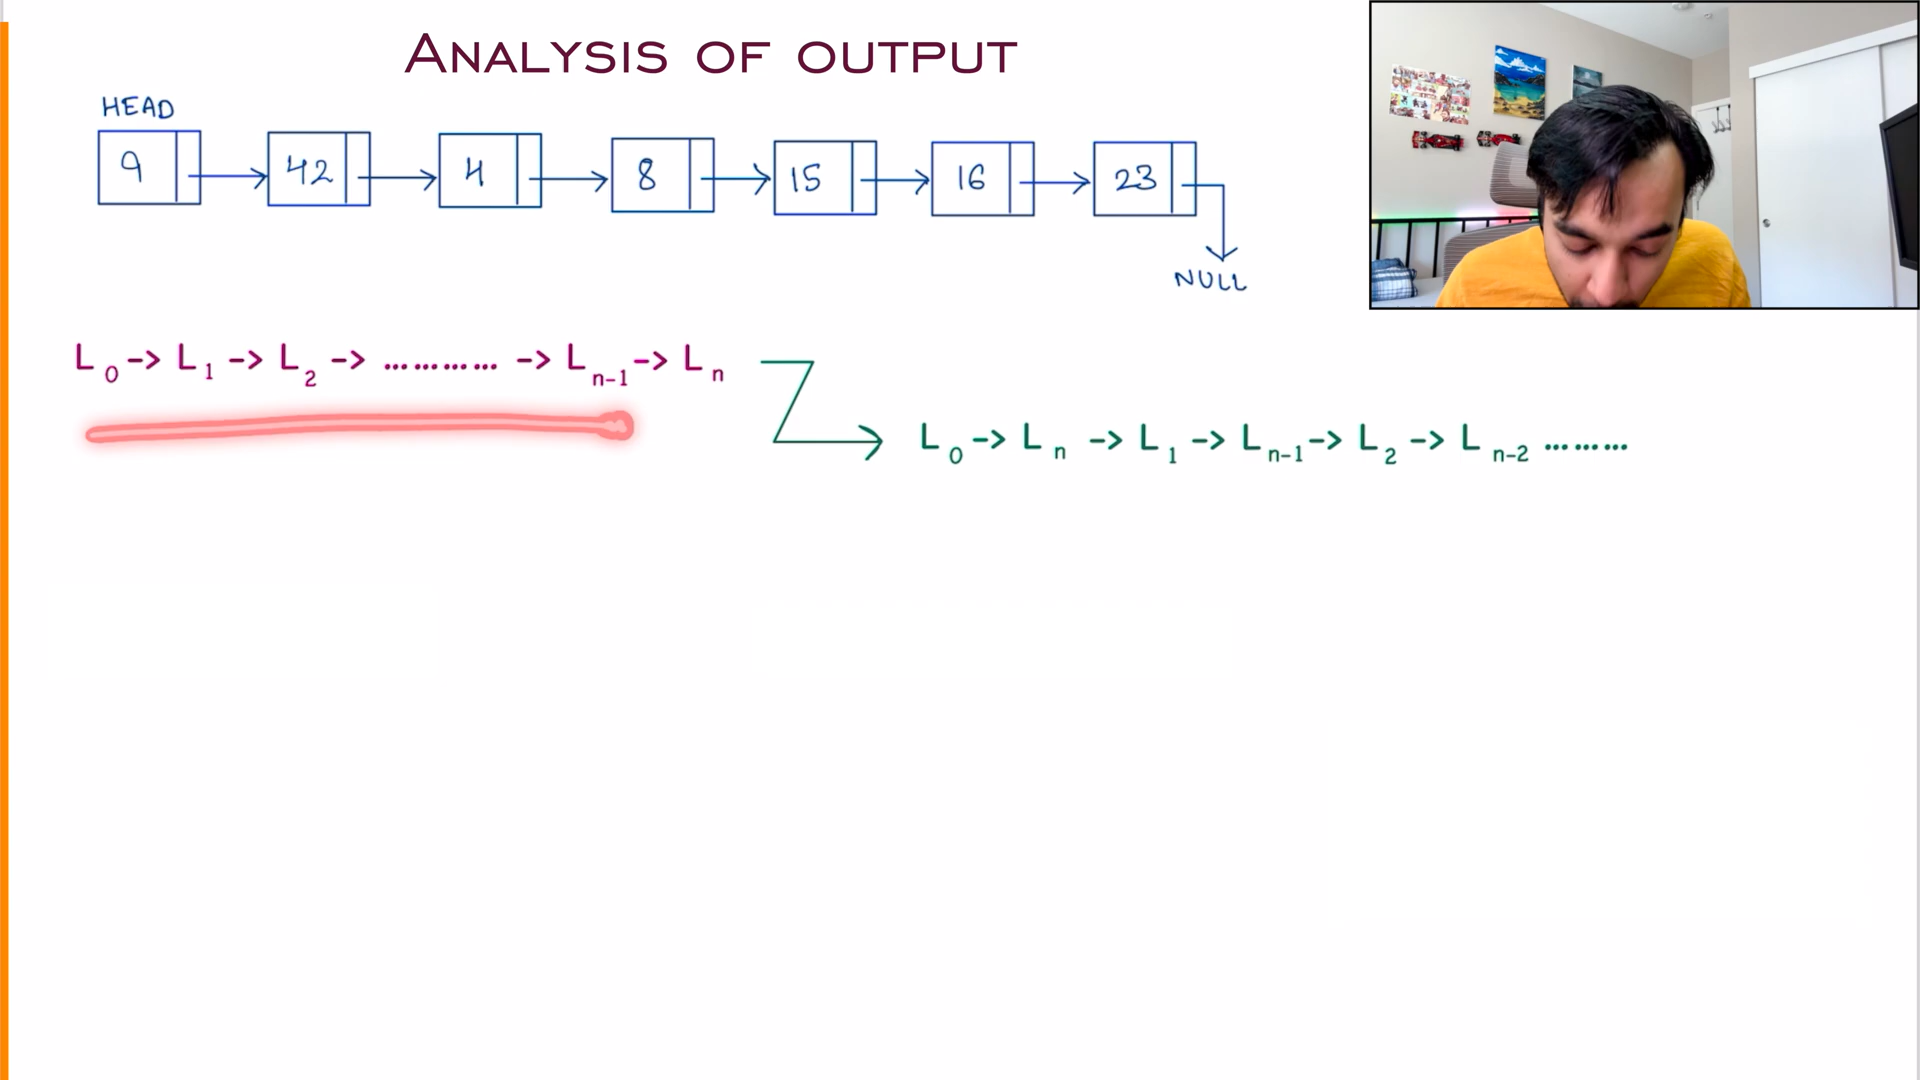 ANALYSIS OF OUTPUT
HEAD
9 42 4 8 15 16 23
NULL
L0 -> L1 -> L2 -> ………… -> Ln-1 -> Ln
L0 -> Ln -> L1 -> Ln-1 -> L2 -> Ln-2 ………